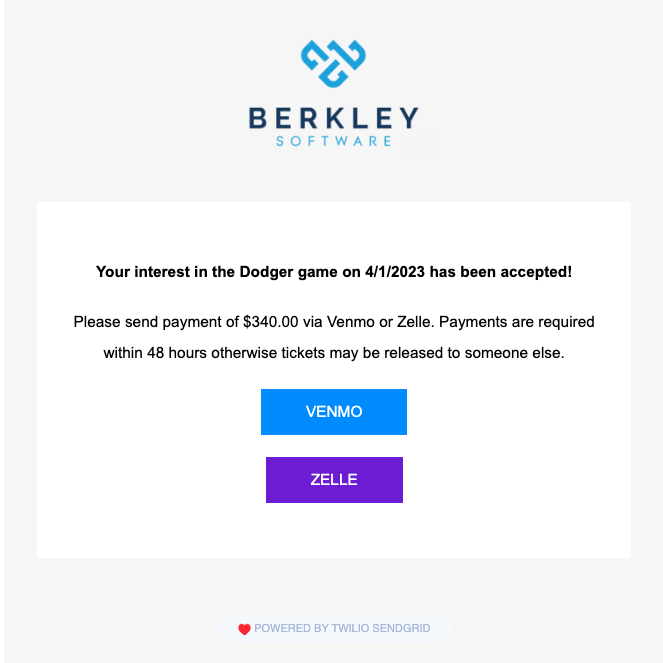 BERKLEY
SOFTWARE
Your interest in the Dodger game on 4/1/2023 has been accepted!
Please send payment of $340.00 via Venmo or Zelle. Payments are required
within 48 hours otherwise tickets may be released to someone else.
VENMO
ZELLE
POWERED BY TWILIO SENDGRID